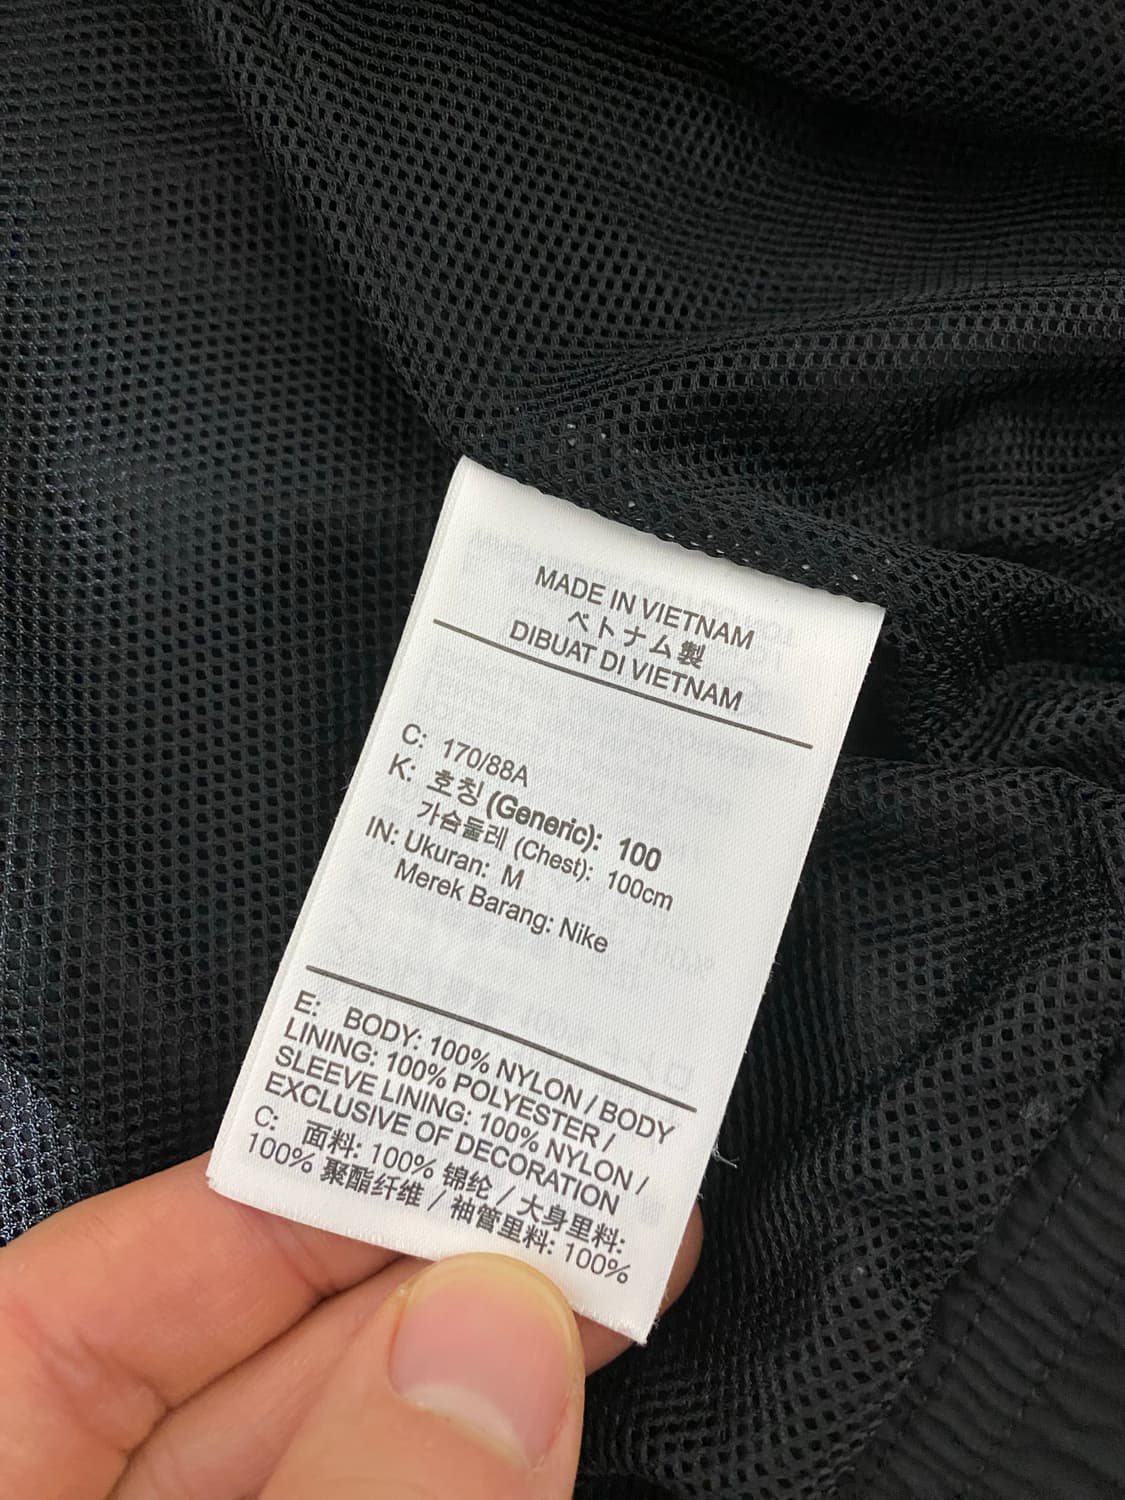 MADE IN VIETNAM
ベトナム製
DIBUAT DI VIETNAM
C: 170/88A
K: 호칭 (Generic): 100
가슴둘레 (Chest): 100cm
IN: Ukuran: M
Merek Barang: Nike
E: BODY: 100% NYLON / BODY
LINING: 100% POLYESTER /
SLEEVE LINING: 100% NYLON /
EXCLUSIVE OF DECORATION
C: 面料: 100% 锦纶 / 大身里料:
100% 聚酯纤维 / 袖管里料: 100%